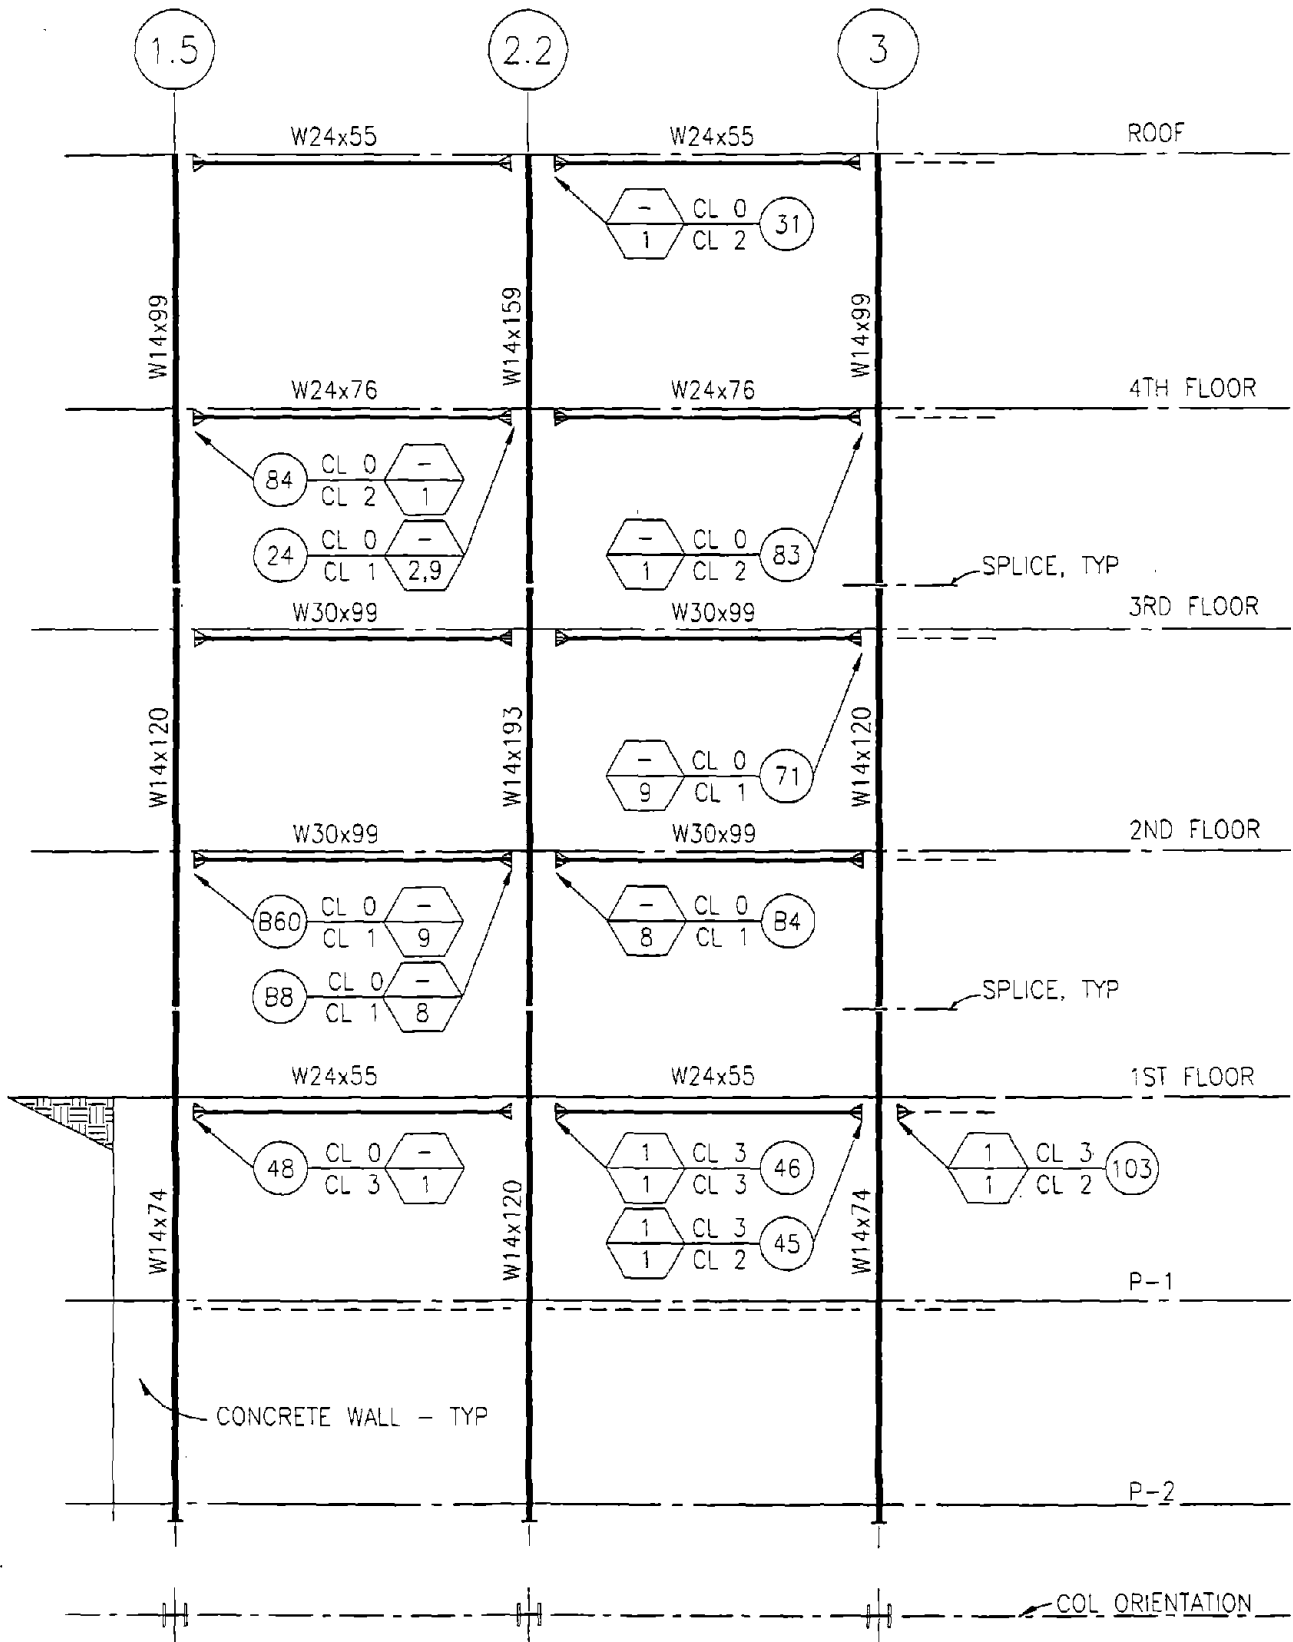 1.5 2.2 3
W24x55 W24x55 ROOF
- CL 0 31
1 CL 2
W14x99 W14x159 W14x99
W24x76 W24x76 4TH FLOOR
84 CL 0 -
CL 2 1
24 CL 0 -
CL 1 2,9
- CL 0 83
1 CL 2
SPLICE, TYP
W30x99 W30x99 3RD FLOOR
W14x120 W14x193 W14x120
- CL 0 71
9 CL 1
W30x99 W30x99 2ND FLOOR
B60 CL 0 -
CL 1 9
B8 CL 0 -
CL 1 8
- CL 0 B4
8 CL 1
SPLICE, TYP
W24x55 W24x55 1ST FLOOR
48 CL 0 -
CL 3 1
1 CL 3 46
1 CL 3
1 CL 3 45
1 CL 2
1 CL 3 103
1 CL 2
W14x74 W14x120 W14x74
P-1
CONCRETE WALL - TYP
P-2
COL ORIENTATION